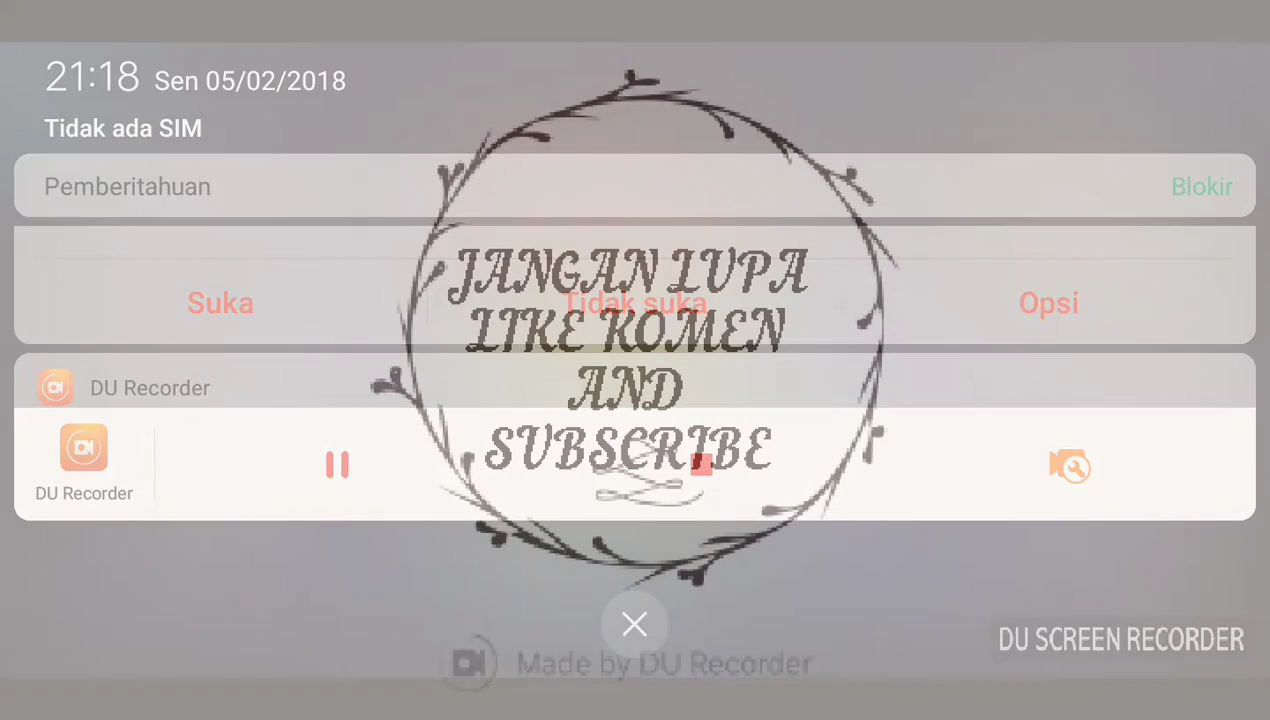 21:18 Sen 05/02/2018
Tidak ada SIM
Pemberitahuan Blokir
JANGAN LUPA
Suka Tidak suka Opsi
LIKE KOMEN
AND
DU Recorder
SUBSCRIBE
DU Recorder
DU SCREEN RECORDER
Made by DU Recorder